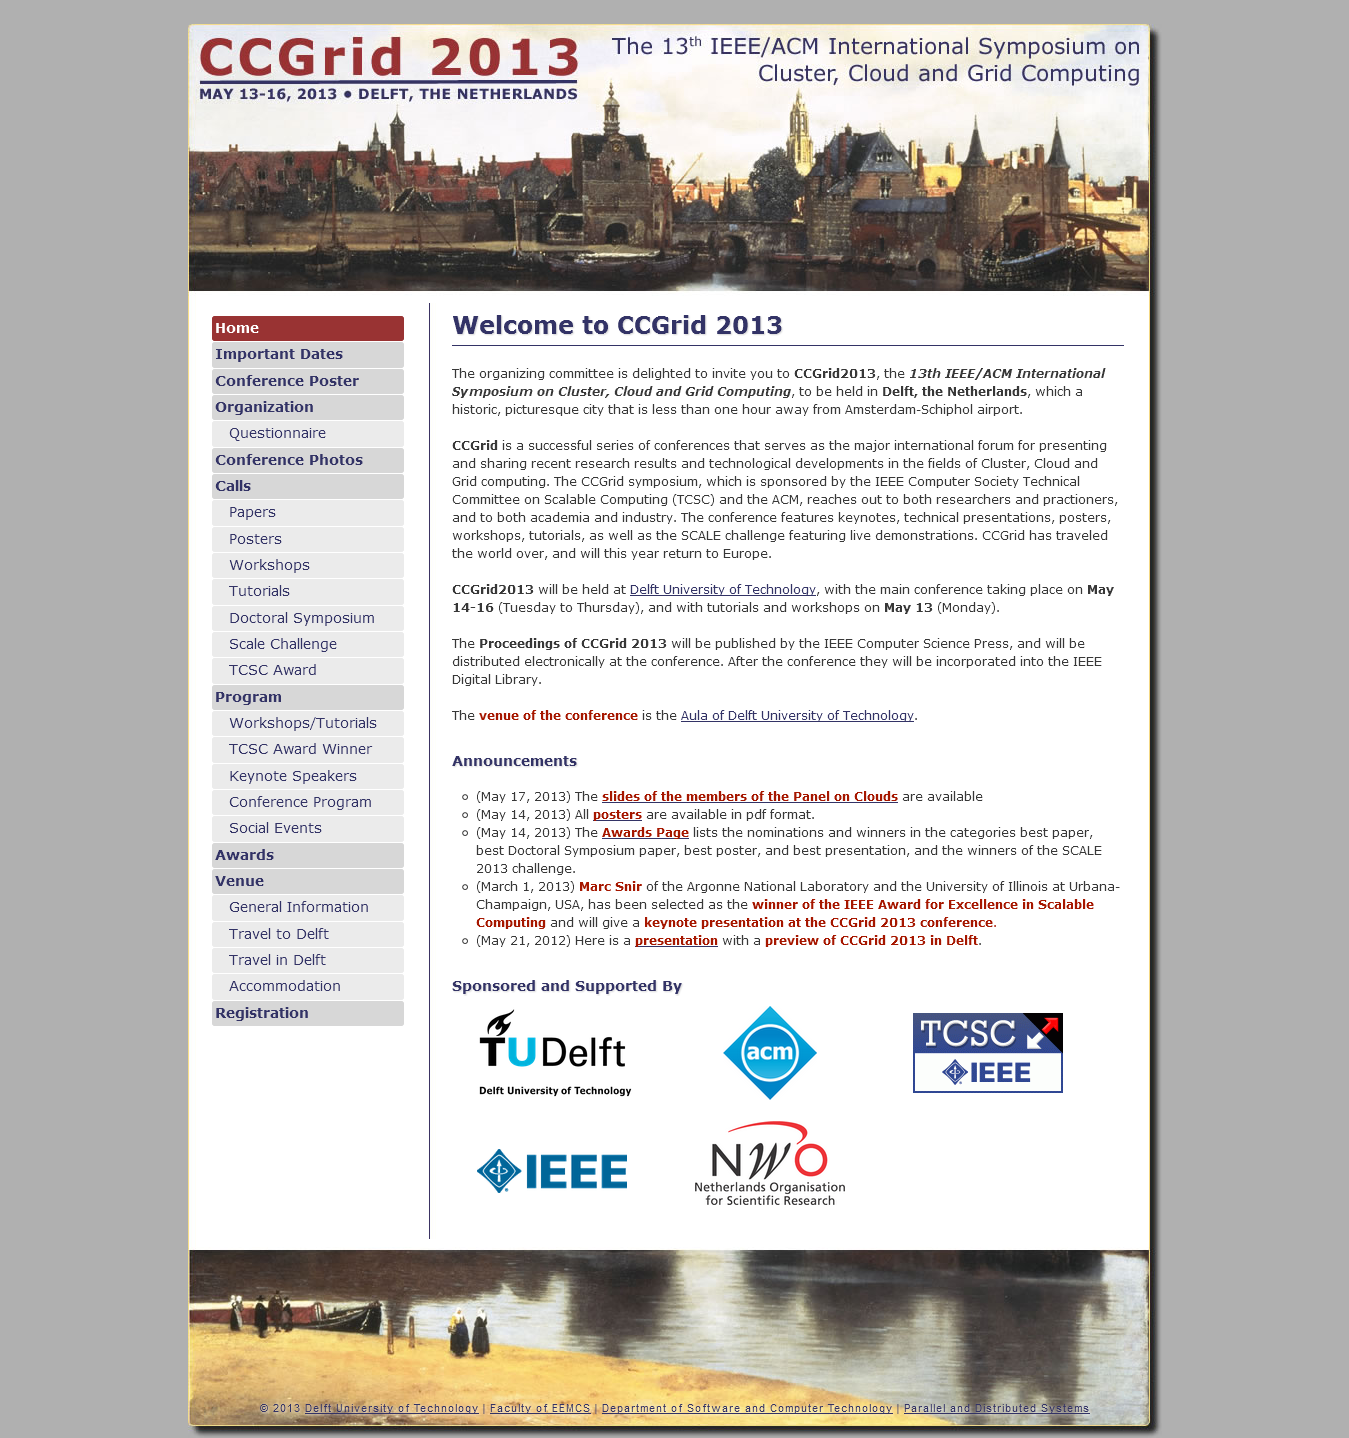 CCGrid 2013
MAY 13-16, 2013 ● DELFT, THE NETHERLANDS
The 13th IEEE/ACM International Symposium on
Cluster, Cloud and Grid Computing
Home
Important Dates
Conference Poster
Organization
Questionnaire
Conference Photos
Calls
Papers
Posters
Workshops
Tutorials
Doctoral Symposium
Scale Challenge
TCSC Award
Program
Workshops/Tutorials
TCSC Award Winner
Keynote Speakers
Conference Program
Social Events
Awards
Venue
General Information
Travel to Delft
Travel in Delft
Accommodation
Registration
Welcome to CCGrid 2013
The organizing committee is delighted to invite you to CCGrid2013, the 13th IEEE/ACM International
Symposium on Cluster, Cloud and Grid Computing, to be held in Delft, the Netherlands, which a
historic, picturesque city that is less than one hour away from Amsterdam-Schiphol airport.
CCGrid is a successful series of conferences that serves as the major international forum for presenting
and sharing recent research results and technological developments in the fields of Cluster, Cloud and
Grid computing. The CCGrid symposium, which is sponsored by the IEEE Computer Society Technical
Committee on Scalable Computing (TCSC) and the ACM, reaches out to both researchers and practioners,
and to both academia and industry. The conference features keynotes, technical presentations, posters,
workshops, tutorials, as well as the SCALE challenge featuring live demonstrations. CCGrid has traveled
the world over, and will this year return to Europe.
CCGrid2013 will be held at Delft University of Technology, with the main conference taking place on May
14-16 (Tuesday to Thursday), and with tutorials and workshops on May 13 (Monday).
The Proceedings of CCGrid 2013 will be published by the IEEE Computer Science Press, and will be
distributed electronically at the conference. After the conference they will be incorporated into the IEEE
Digital Library.
The venue of the conference is the Aula of Delft University of Technology.
Announcements
(May 17, 2013) The slides of the members of the Panel on Clouds are available
(May 14, 2013) All posters are available in pdf format.
(May 14, 2013) The Awards Page lists the nominations and winners in the categories best paper,
best Doctoral Symposium paper, best poster, and best presentation, and the winners of the SCALE
2013 challenge.
(March 1, 2013) Marc Snir of the Argonne National Laboratory and the University of Illinois at Urbana-
Champaign, USA, has been selected as the winner of the IEEE Award for Excellence in Scalable
Computing and will give a keynote presentation at the CCGrid 2013 conference.
(May 21, 2012) Here is a presentation with a preview of CCGrid 2013 in Delft.
Sponsored and Supported By
TU Delft
Delft University of Technology
acm
TCSC
IEEE
IEEE
NWO
Netherlands Organisation
for Scientific Research
© 2013 Delft University of Technology | Faculty of EEMCS | Department of Software and Computer Technology | Parallel and Distributed Systems